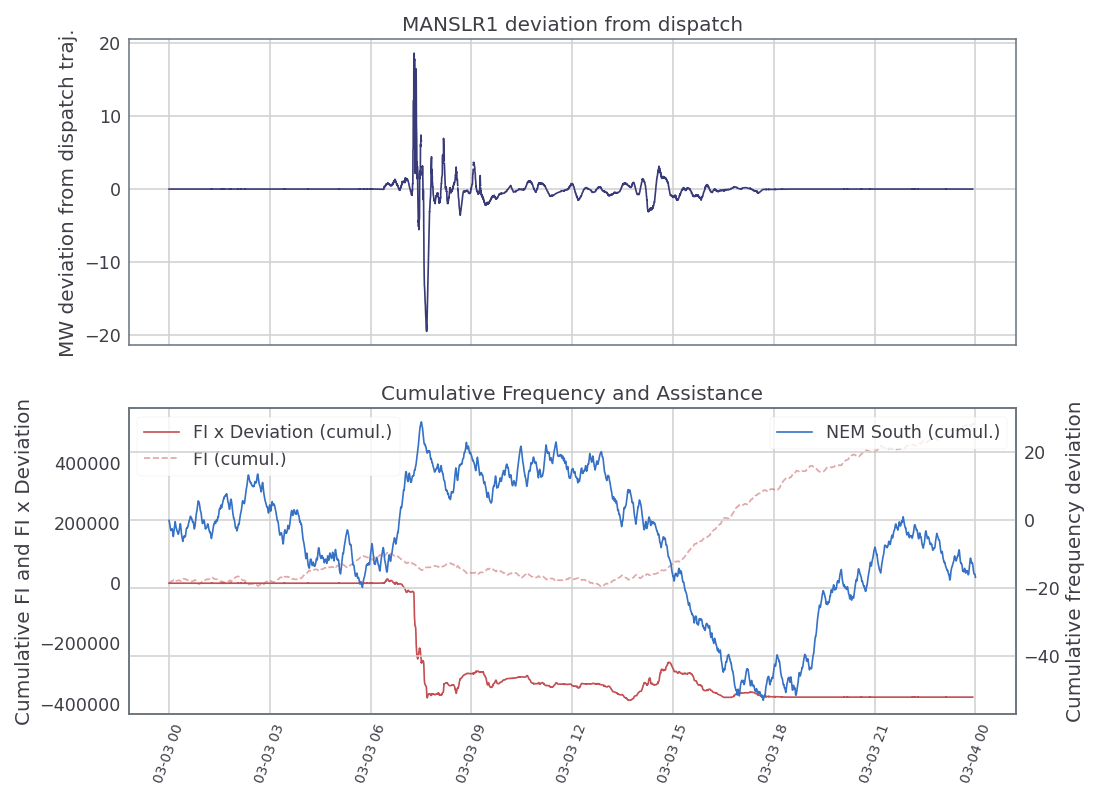 MANSLR1 deviation from dispatch
MW deviation from dispatch traj.
20
10
0
−10
−20
Cumulative Frequency and Assistance
Cumulative FI and FI x Deviation
400000
200000
0
−200000
−400000
FI x Deviation (cumul.)
FI (cumul.)
NEM South (cumul.)
20
0
−20
−40
Cumulative frequency deviation
03-03 00
03-03 03
03-03 06
03-03 09
03-03 12
03-03 15
03-03 18
03-03 21
03-04 00